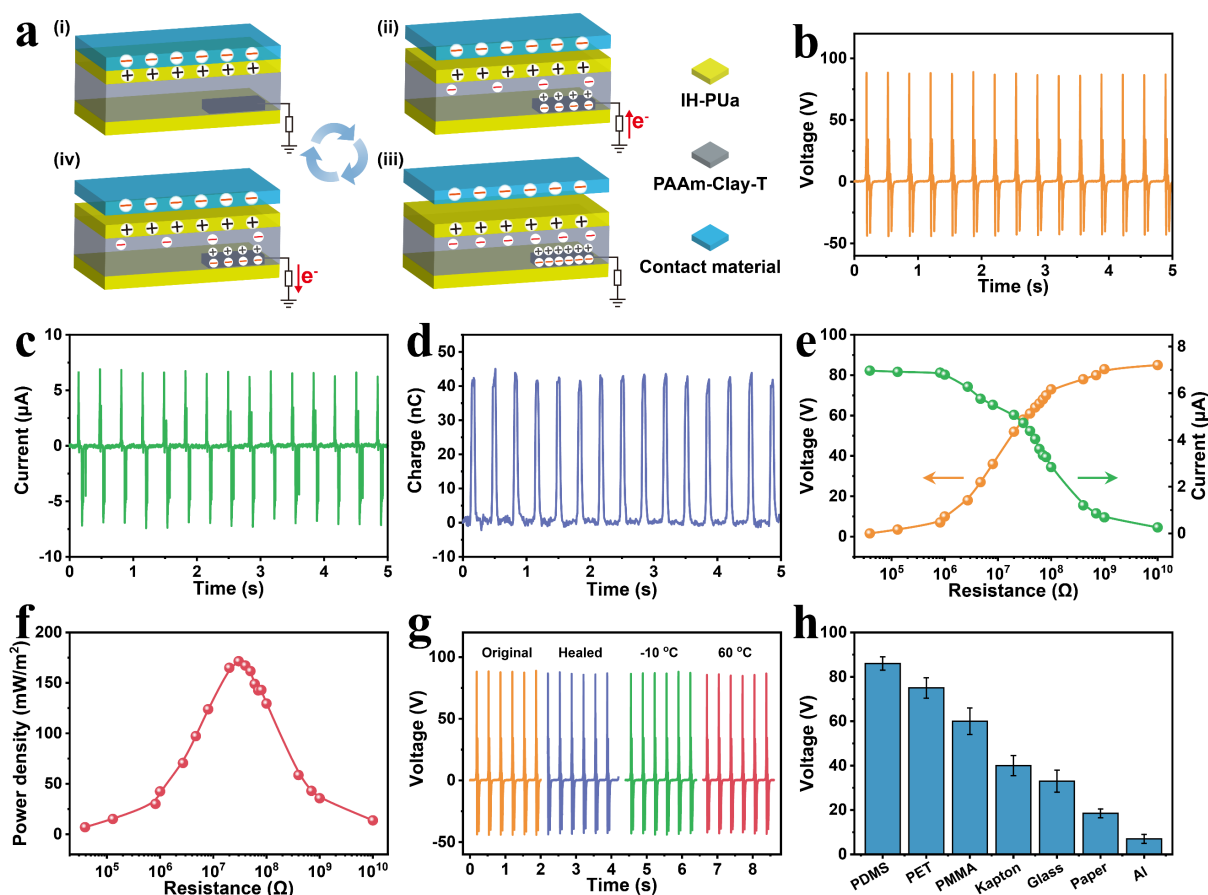 a
(i)
(ii)
(iv)
(iii)
e-
e-
IH-PUa
PAAm-Clay-T
Contact material
b
Voltage (V)
100
50
0
-50
0 1 2 3 4 5
Time (s)
c
Current (µA)
10
5
0
-5
-10
0 1 2 3 4 5
Time (s)
d
Charge (nC)
50
40
30
20
10
0
-10
0 1 2 3 4 5
Time (s)
e
Voltage (V)
100
80
60
40
20
0
Current (µA)
8
6
4
2
0
10⁵ 10⁶ 10⁷ 10⁸ 10⁹ 10¹⁰
Resistance (Ω)
f
Power density (mW/m²)
200
150
100
50
0
10⁵ 10⁶ 10⁷ 10⁸ 10⁹ 10¹⁰
Resistance (Ω)
g
Original Healed -10 ºC 60 ºC
Voltage (V)
100
50
0
-50
0 1 2 3 4 5 6 7 8
Time (s)
h
Voltage (V)
100
80
60
40
20
0
PDMS
PET
PMMA
Kapton
Glass
Paper
Al